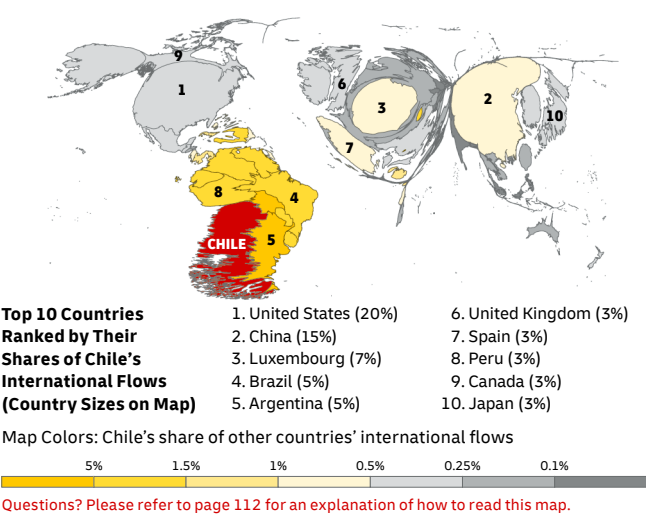 9
1
6
3
2
10
7
8
4
CHILE
5
Top 10 Countries
Ranked by Their
Shares of Chile's
International Flows
(Country Sizes on Map)
1. United States (20%)
2. China (15%)
3. Luxembourg (7%)
4. Brazil (5%)
5. Argentina (5%)
6. United Kingdom (3%)
7. Spain (3%)
8. Peru (3%)
9. Canada (3%)
10. Japan (3%)
Map Colors: Chile's share of other countries' international flows
5% 1.5% 1% 0.5% 0.25% 0.1%
Questions? Please refer to page 112 for an explanation of how to read this map.